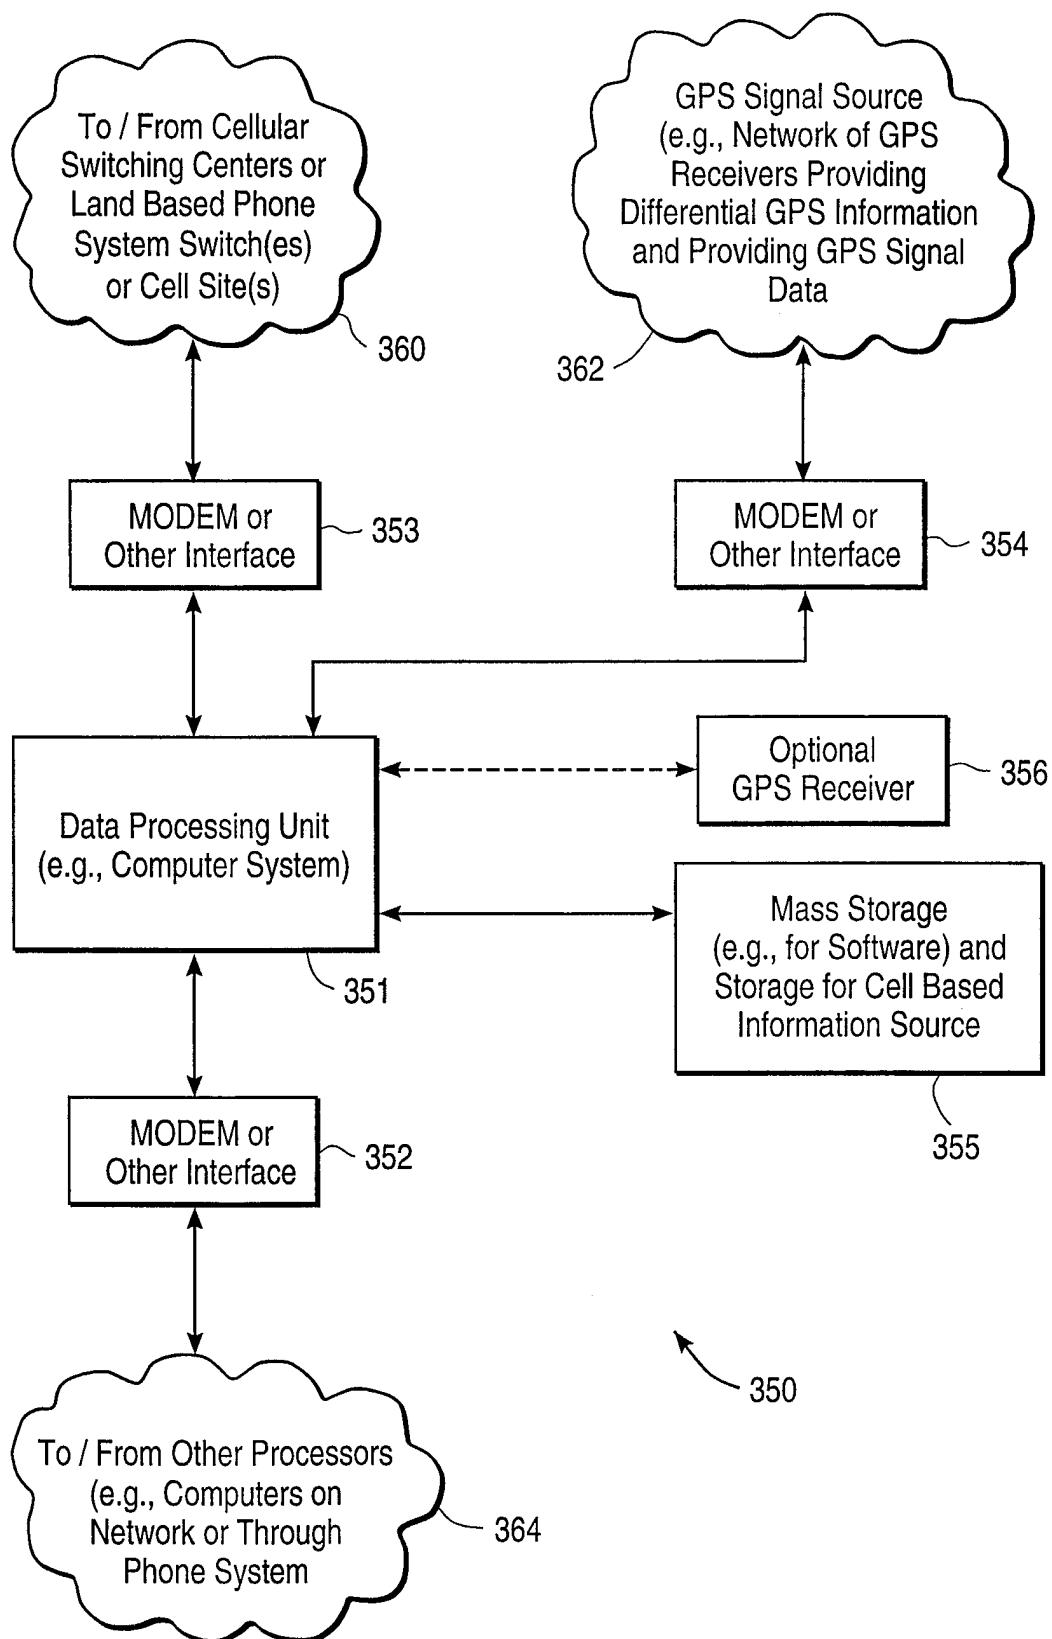 To / From Cellular
Switching Centers or
Land Based Phone
System Switch(es)
or Cell Site(s)
360
GPS Signal Source
(e.g., Network of GPS
Receivers Providing
Differential GPS Information
and Providing GPS Signal
Data
362
MODEM or
Other Interface
353
MODEM or
Other Interface
354
Data Processing Unit
(e.g., Computer System)
351
Optional
GPS Receiver
356
Mass Storage
(e.g., for Software) and
Storage for Cell Based
Information Source
355
MODEM or
Other Interface
352
350
To / From Other Processors
(e.g., Computers on
Network or Through
Phone System
364